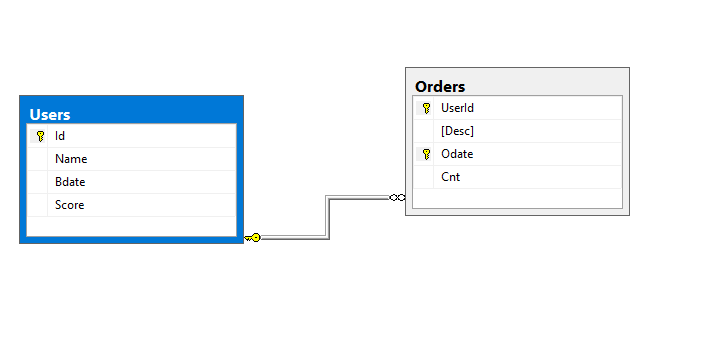 Users
Id
Name
Bdate
Score
Orders
UserId
[Desc]
Odate
Cnt